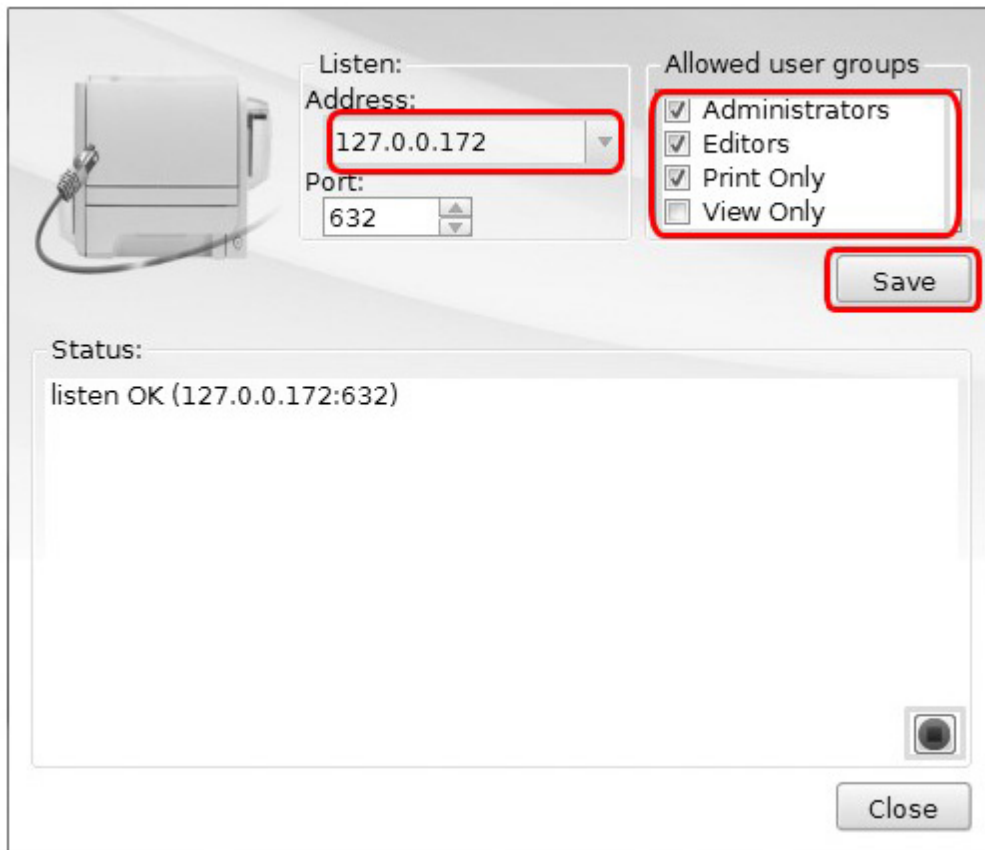 Listen:
Address:
127.0.0.172
Port:
632
Allowed user groups
Administrators
Editors
Print Only
View Only
Save
Status:
listen OK (127.0.0.172:632)
Close